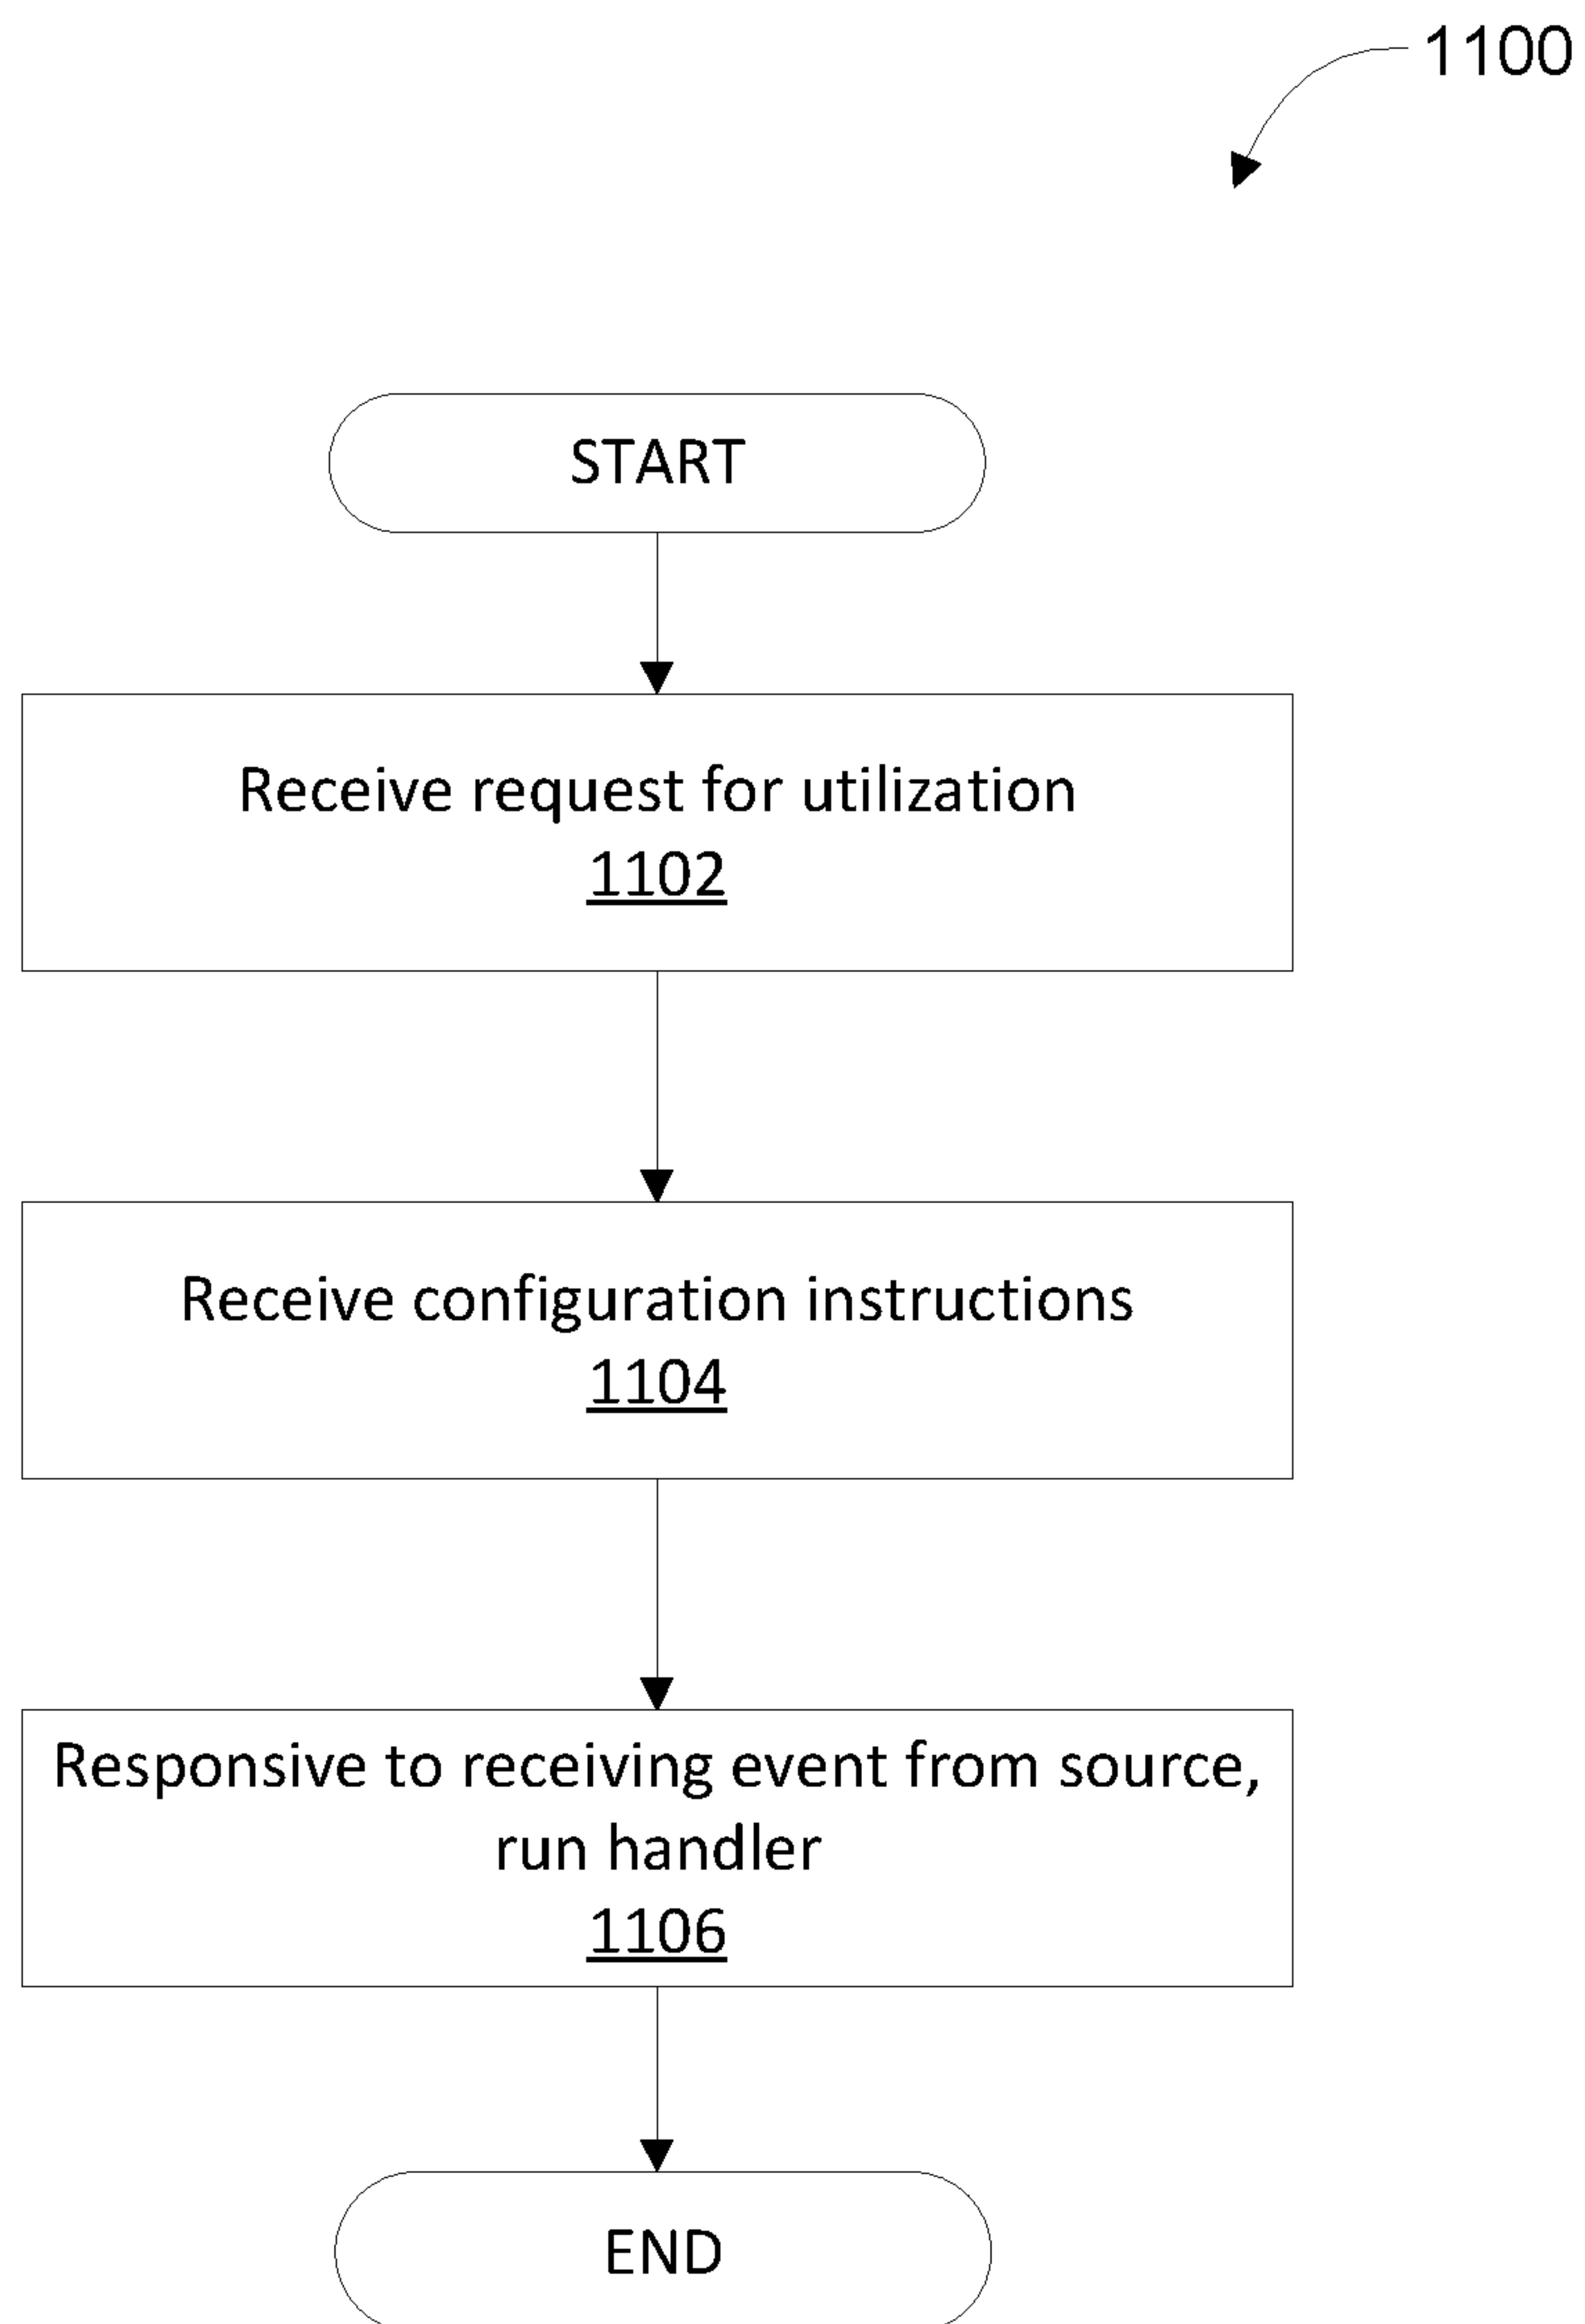 1100
START
Receive request for utilization
1102
Receive configuration instructions
1104
Responsive to receiving event from source,
run handler
1106
END